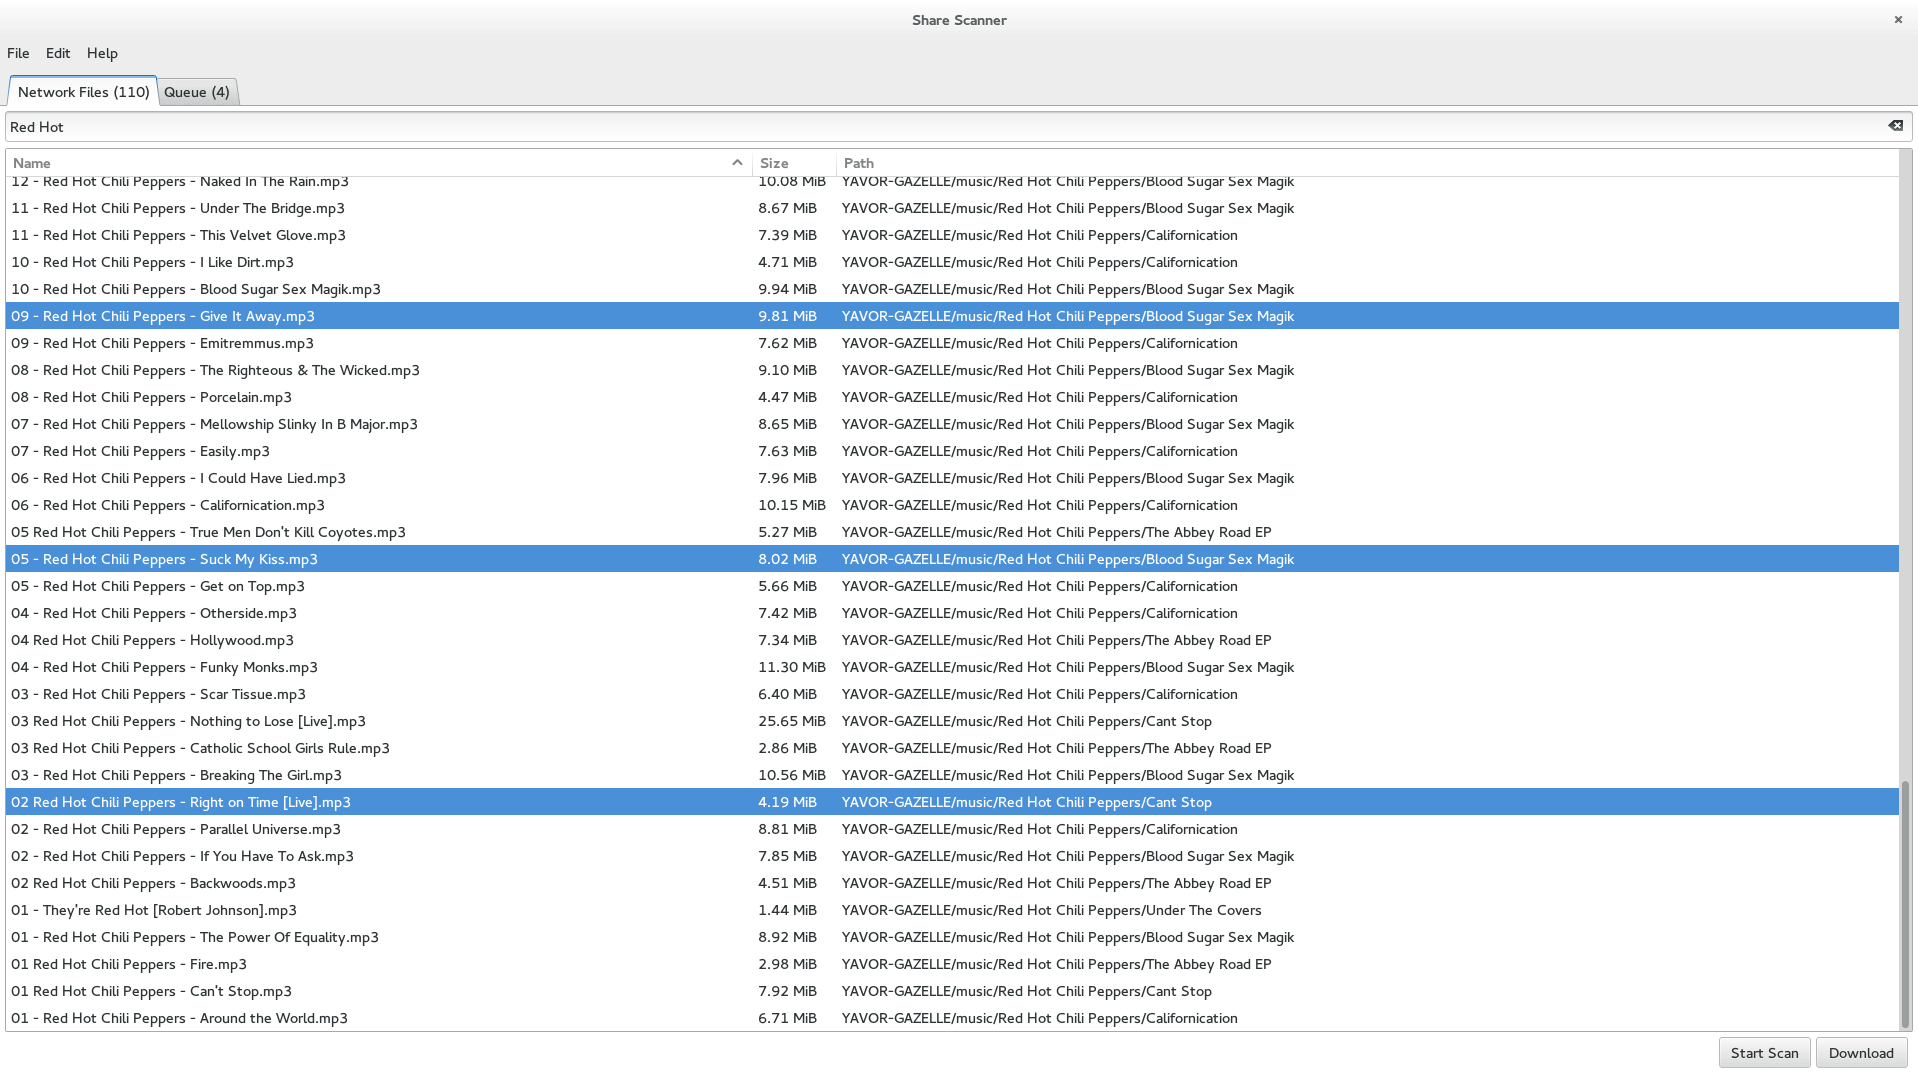 Share Scanner
File Edit Help
Network Files (110) Queue (4)
Red Hot
Name Size Path
12 - Red Hot Chili Peppers - Naked In The Rain.mp3 10.08 MiB YAVOR-GAZELLE/music/Red Hot Chili Peppers/Blood Sugar Sex Magik
11 - Red Hot Chili Peppers - Under The Bridge.mp3 8.67 MiB YAVOR-GAZELLE/music/Red Hot Chili Peppers/Blood Sugar Sex Magik
11 - Red Hot Chili Peppers - This Velvet Glove.mp3 7.39 MiB YAVOR-GAZELLE/music/Red Hot Chili Peppers/Californication
10 - Red Hot Chili Peppers - I Like Dirt.mp3 4.71 MiB YAVOR-GAZELLE/music/Red Hot Chili Peppers/Californication
10 - Red Hot Chili Peppers - Blood Sugar Sex Magik.mp3 9.94 MiB YAVOR-GAZELLE/music/Red Hot Chili Peppers/Blood Sugar Sex Magik
09 - Red Hot Chili Peppers - Give It Away.mp3 9.81 MiB YAVOR-GAZELLE/music/Red Hot Chili Peppers/Blood Sugar Sex Magik
09 - Red Hot Chili Peppers - Emitremmus.mp3 7.62 MiB YAVOR-GAZELLE/music/Red Hot Chili Peppers/Californication
08 - Red Hot Chili Peppers - The Righteous & The Wicked.mp3 9.10 MiB YAVOR-GAZELLE/music/Red Hot Chili Peppers/Blood Sugar Sex Magik
08 - Red Hot Chili Peppers - Porcelain.mp3 4.47 MiB YAVOR-GAZELLE/music/Red Hot Chili Peppers/Californication
07 - Red Hot Chili Peppers - Mellowship Slinky In B Major.mp3 8.65 MiB YAVOR-GAZELLE/music/Red Hot Chili Peppers/Blood Sugar Sex Magik
07 - Red Hot Chili Peppers - Easily.mp3 7.63 MiB YAVOR-GAZELLE/music/Red Hot Chili Peppers/Californication
06 - Red Hot Chili Peppers - I Could Have Lied.mp3 7.96 MiB YAVOR-GAZELLE/music/Red Hot Chili Peppers/Blood Sugar Sex Magik
06 - Red Hot Chili Peppers - Californication.mp3 10.15 MiB YAVOR-GAZELLE/music/Red Hot Chili Peppers/Californication
05 Red Hot Chili Peppers - True Men Don't Kill Coyotes.mp3 5.27 MiB YAVOR-GAZELLE/music/Red Hot Chili Peppers/The Abbey Road EP
05 - Red Hot Chili Peppers - Suck My Kiss.mp3 8.02 MiB YAVOR-GAZELLE/music/Red Hot Chili Peppers/Blood Sugar Sex Magik
05 - Red Hot Chili Peppers - Get on Top.mp3 5.66 MiB YAVOR-GAZELLE/music/Red Hot Chili Peppers/Californication
04 - Red Hot Chili Peppers - Otherside.mp3 7.42 MiB YAVOR-GAZELLE/music/Red Hot Chili Peppers/Californication
04 Red Hot Chili Peppers - Hollywood.mp3 7.34 MiB YAVOR-GAZELLE/music/Red Hot Chili Peppers/The Abbey Road EP
04 - Red Hot Chili Peppers - Funky Monks.mp3 11.30 MiB YAVOR-GAZELLE/music/Red Hot Chili Peppers/Blood Sugar Sex Magik
03 - Red Hot Chili Peppers - Scar Tissue.mp3 6.40 MiB YAVOR-GAZELLE/music/Red Hot Chili Peppers/Californication
03 Red Hot Chili Peppers - Nothing to Lose [Live].mp3 25.65 MiB YAVOR-GAZELLE/music/Red Hot Chili Peppers/Cant Stop
03 Red Hot Chili Peppers - Catholic School Girls Rule.mp3 2.86 MiB YAVOR-GAZELLE/music/Red Hot Chili Peppers/The Abbey Road EP
03 - Red Hot Chili Peppers - Breaking The Girl.mp3 10.56 MiB YAVOR-GAZELLE/music/Red Hot Chili Peppers/Blood Sugar Sex Magik
02 Red Hot Chili Peppers - Right on Time [Live].mp3 4.19 MiB YAVOR-GAZELLE/music/Red Hot Chili Peppers/Cant Stop
02 - Red Hot Chili Peppers - Parallel Universe.mp3 8.81 MiB YAVOR-GAZELLE/music/Red Hot Chili Peppers/Californication
02 - Red Hot Chili Peppers - If You Have To Ask.mp3 7.85 MiB YAVOR-GAZELLE/music/Red Hot Chili Peppers/Blood Sugar Sex Magik
02 Red Hot Chili Peppers - Backwoods.mp3 4.51 MiB YAVOR-GAZELLE/music/Red Hot Chili Peppers/The Abbey Road EP
01 - They're Red Hot [Robert Johnson].mp3 1.44 MiB YAVOR-GAZELLE/music/Red Hot Chili Peppers/Under The Covers
01 - Red Hot Chili Peppers - The Power Of Equality.mp3 8.92 MiB YAVOR-GAZELLE/music/Red Hot Chili Peppers/Blood Sugar Sex Magik
01 Red Hot Chili Peppers - Fire.mp3 2.98 MiB YAVOR-GAZELLE/music/Red Hot Chili Peppers/The Abbey Road EP
01 Red Hot Chili Peppers - Can't Stop.mp3 7.92 MiB YAVOR-GAZELLE/music/Red Hot Chili Peppers/Cant Stop
01 - Red Hot Chili Peppers - Around the World.mp3 6.71 MiB YAVOR-GAZELLE/music/Red Hot Chili Peppers/Californication
Start Scan Download